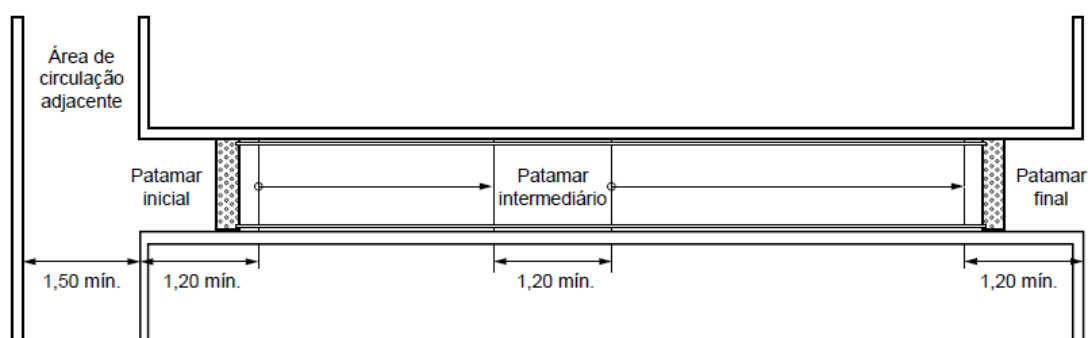 Área de
circulação
adjacente
Patamar
inicial
Patamar
intermediário
Patamar
final
1,50 mín.
1,20 mín.
1,20 mín.
1,20 mín.